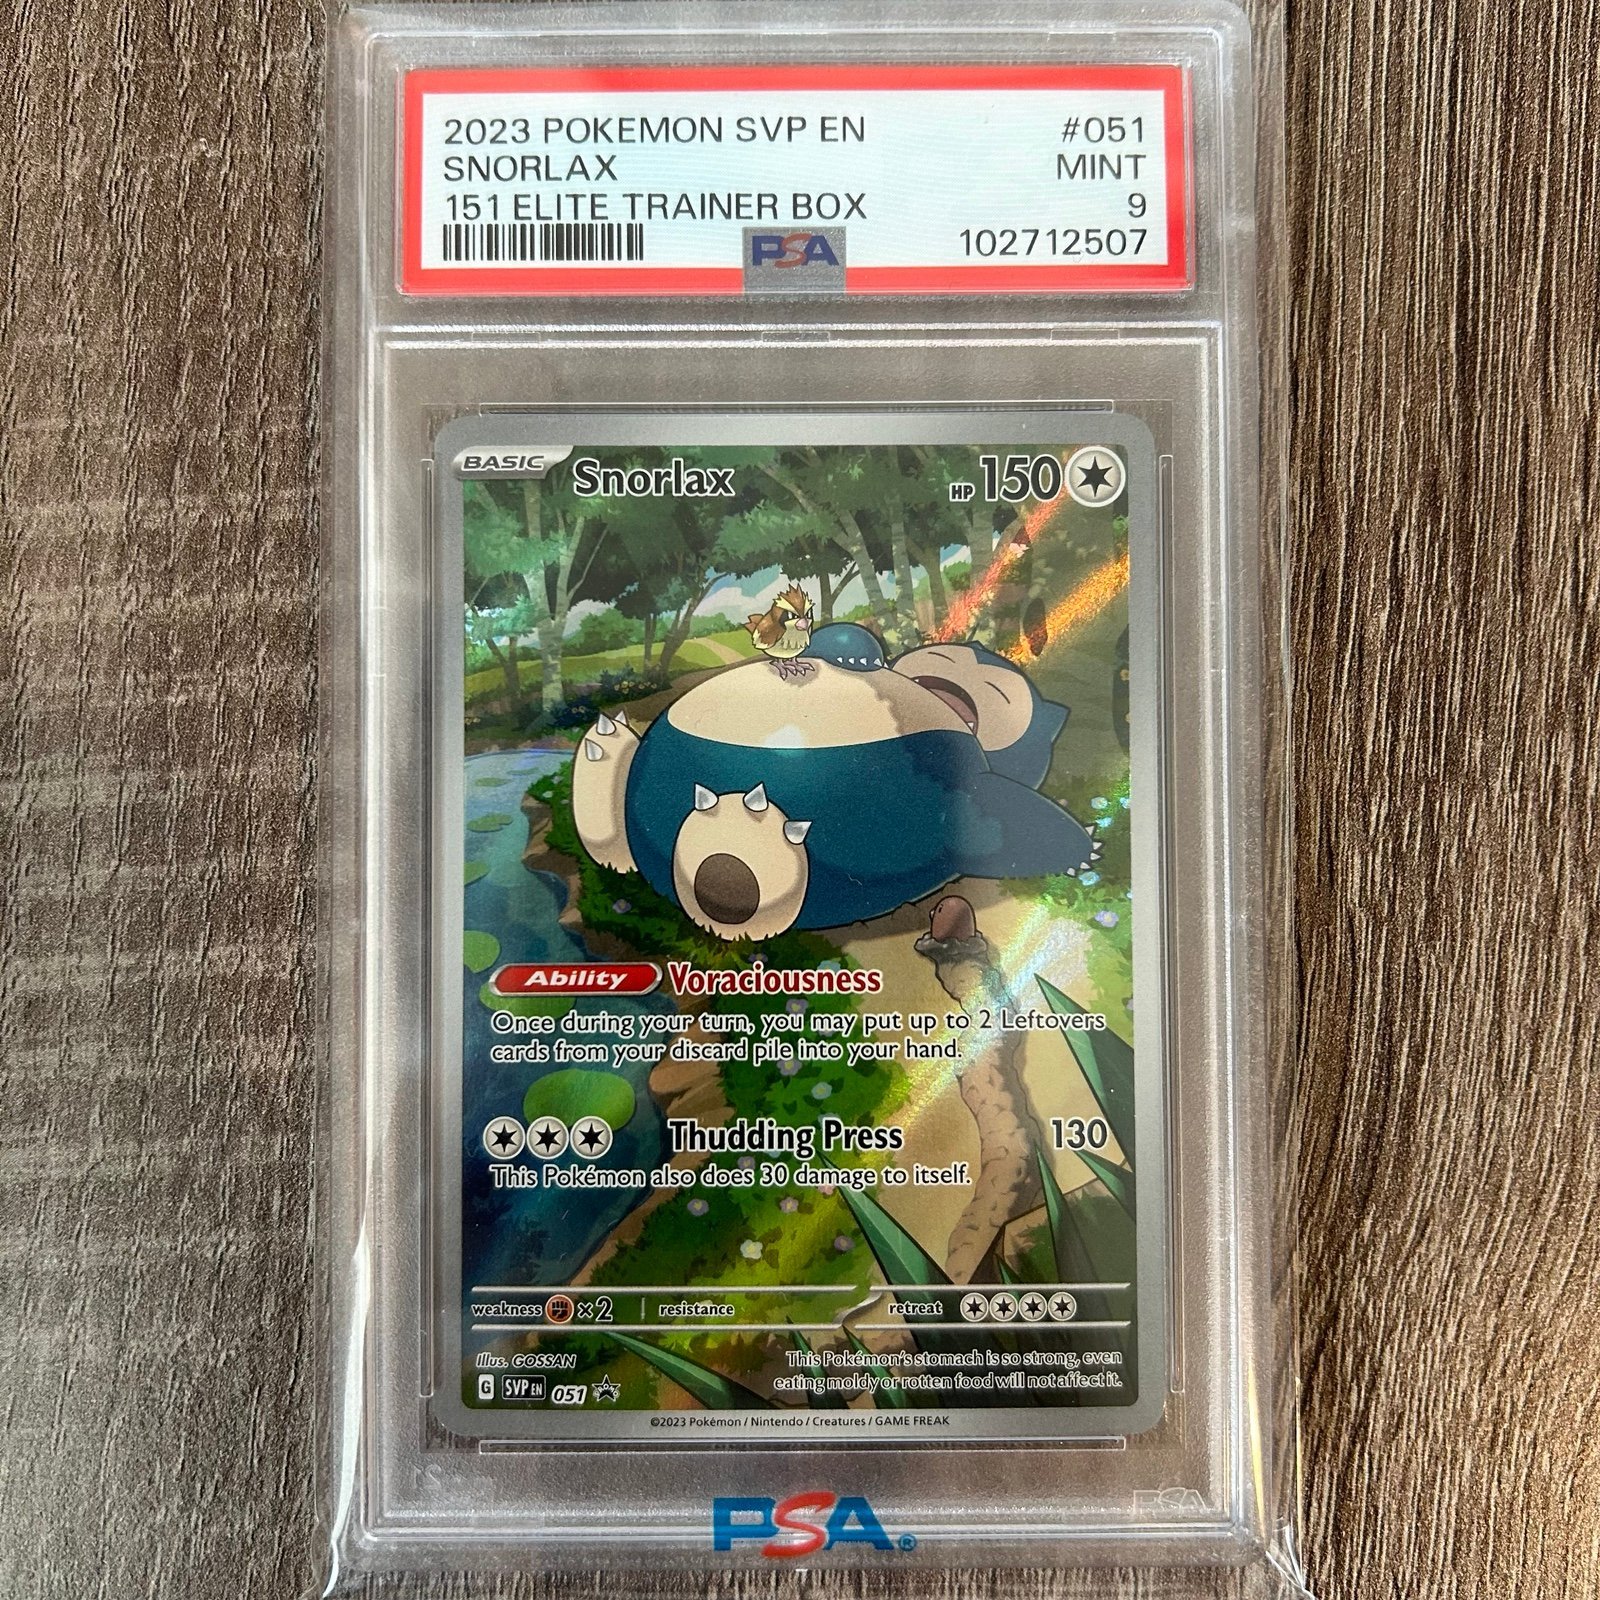 2023 POKEMON SVP EN #051
SNORLAX MINT
151 ELITE TRAINER BOX 9
PSA 102712507
BASIC Snorlax HP 150
Ability Voraciousness
Once during your turn, you may put up to 2 Leftovers
cards from your discard pile into your hand.
Thudding Press 130
This Pokémon also does 30 damage to itself.
weakness ×2 resistance retreat
Illus. GOSSAN
This Pokémon's stomach is so strong, even
eating moldy or rotten food will not affect it.
G SVP EN 051 PROMO
©2023 Pokémon / Nintendo / Creatures / GAME FREAK
PSA
PSA®